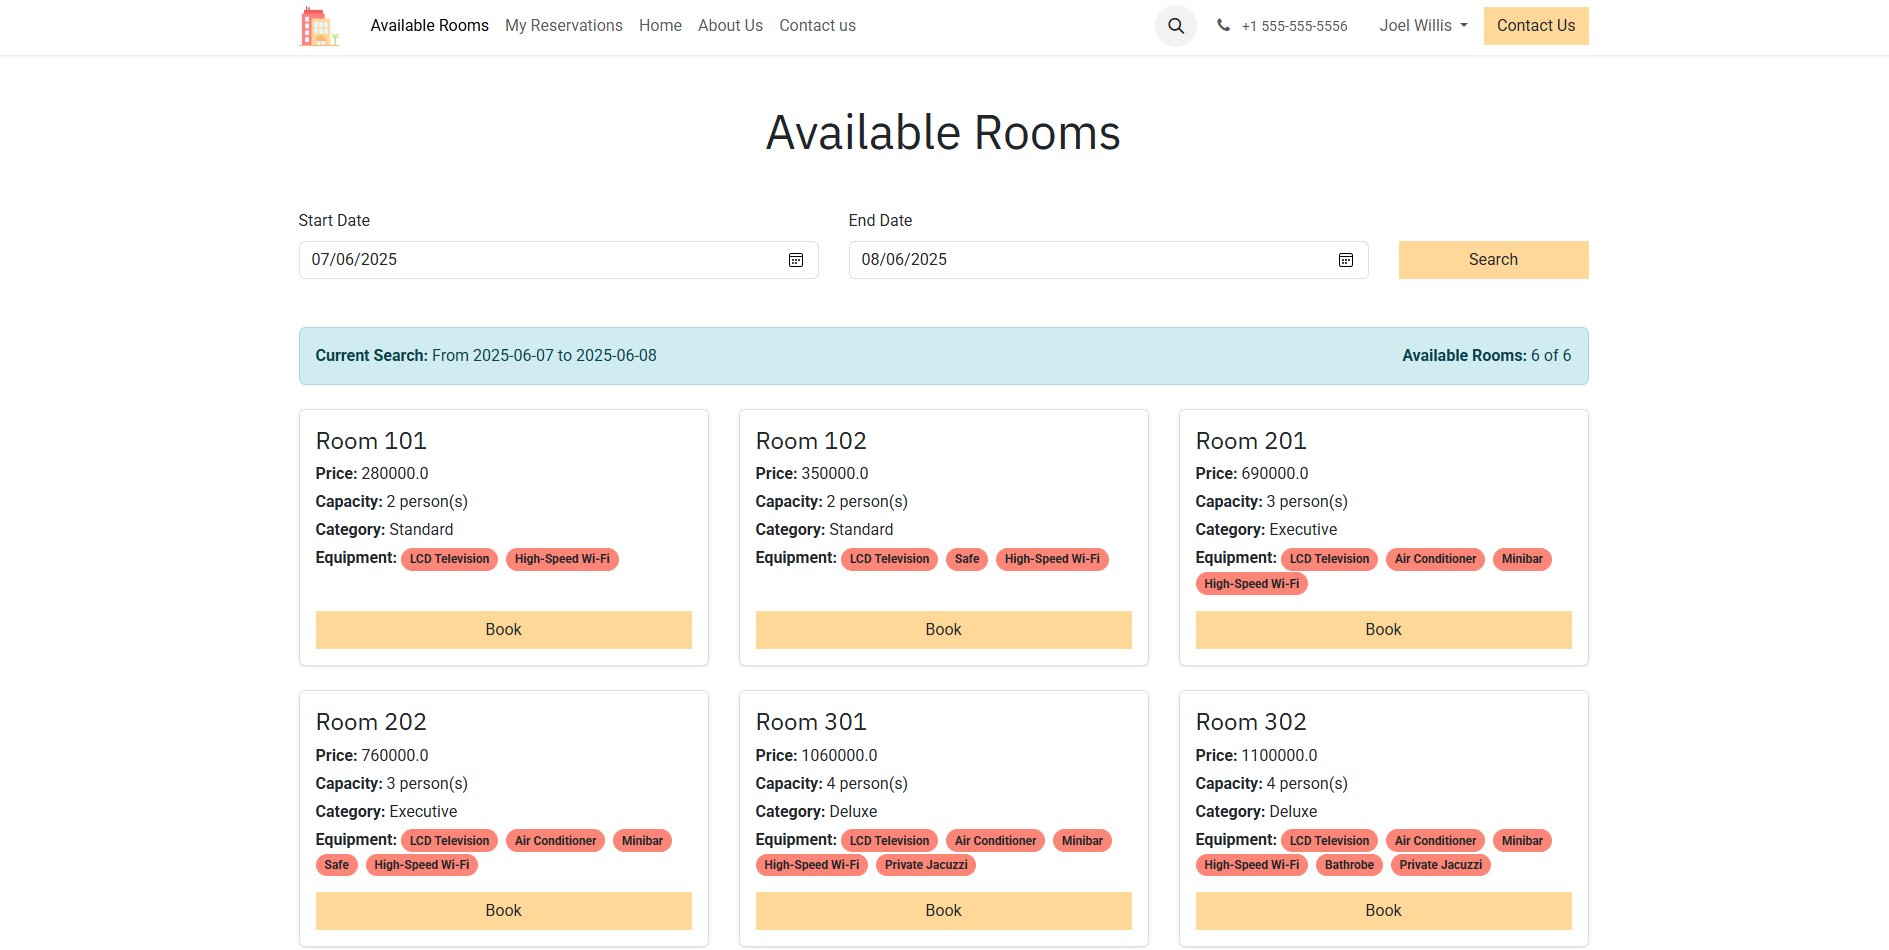 Available Rooms My Reservations Home About Us Contact us +1 555-555-5556 Joel Willis Contact Us
Available Rooms
Start Date End Date
07/06/2025 08/06/2025 Search
Current Search: From 2025-06-07 to 2025-06-08 Available Rooms: 6 of 6
Room 101
Price: 280000.0
Capacity: 2 person(s)
Category: Standard
Equipment: LCD Television High-Speed Wi-Fi
Book
Room 102
Price: 350000.0
Capacity: 2 person(s)
Category: Standard
Equipment: LCD Television Safe High-Speed Wi-Fi
Book
Room 201
Price: 690000.0
Capacity: 3 person(s)
Category: Executive
Equipment: LCD Television Air Conditioner Minibar
High-Speed Wi-Fi
Book
Room 202
Price: 760000.0
Capacity: 3 person(s)
Category: Executive
Equipment: LCD Television Air Conditioner Minibar
Safe High-Speed Wi-Fi
Book
Room 301
Price: 1060000.0
Capacity: 4 person(s)
Category: Deluxe
Equipment: LCD Television Air Conditioner Minibar
High-Speed Wi-Fi Private Jacuzzi
Book
Room 302
Price: 1100000.0
Capacity: 4 person(s)
Category: Deluxe
Equipment: LCD Television Air Conditioner Minibar
High-Speed Wi-Fi Bathrobe Private Jacuzzi
Book